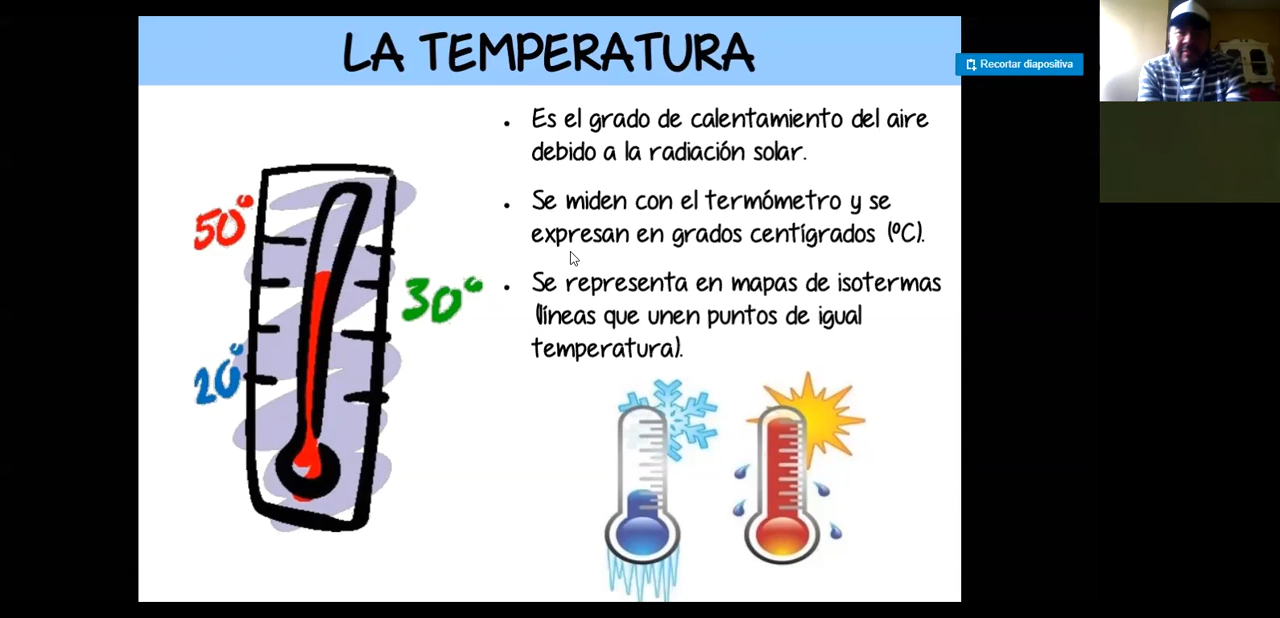 LA TEMPERATURA
Recortar diapositiva
• Es el grado de calentamiento del aire
debido a la radiación solar.
• Se miden con el termómetro y se
expresan en grados centígrados (ºC).
• Se representa en mapas de isotermas
(líneas que unen puntos de igual
temperatura).
50°
30°
20°